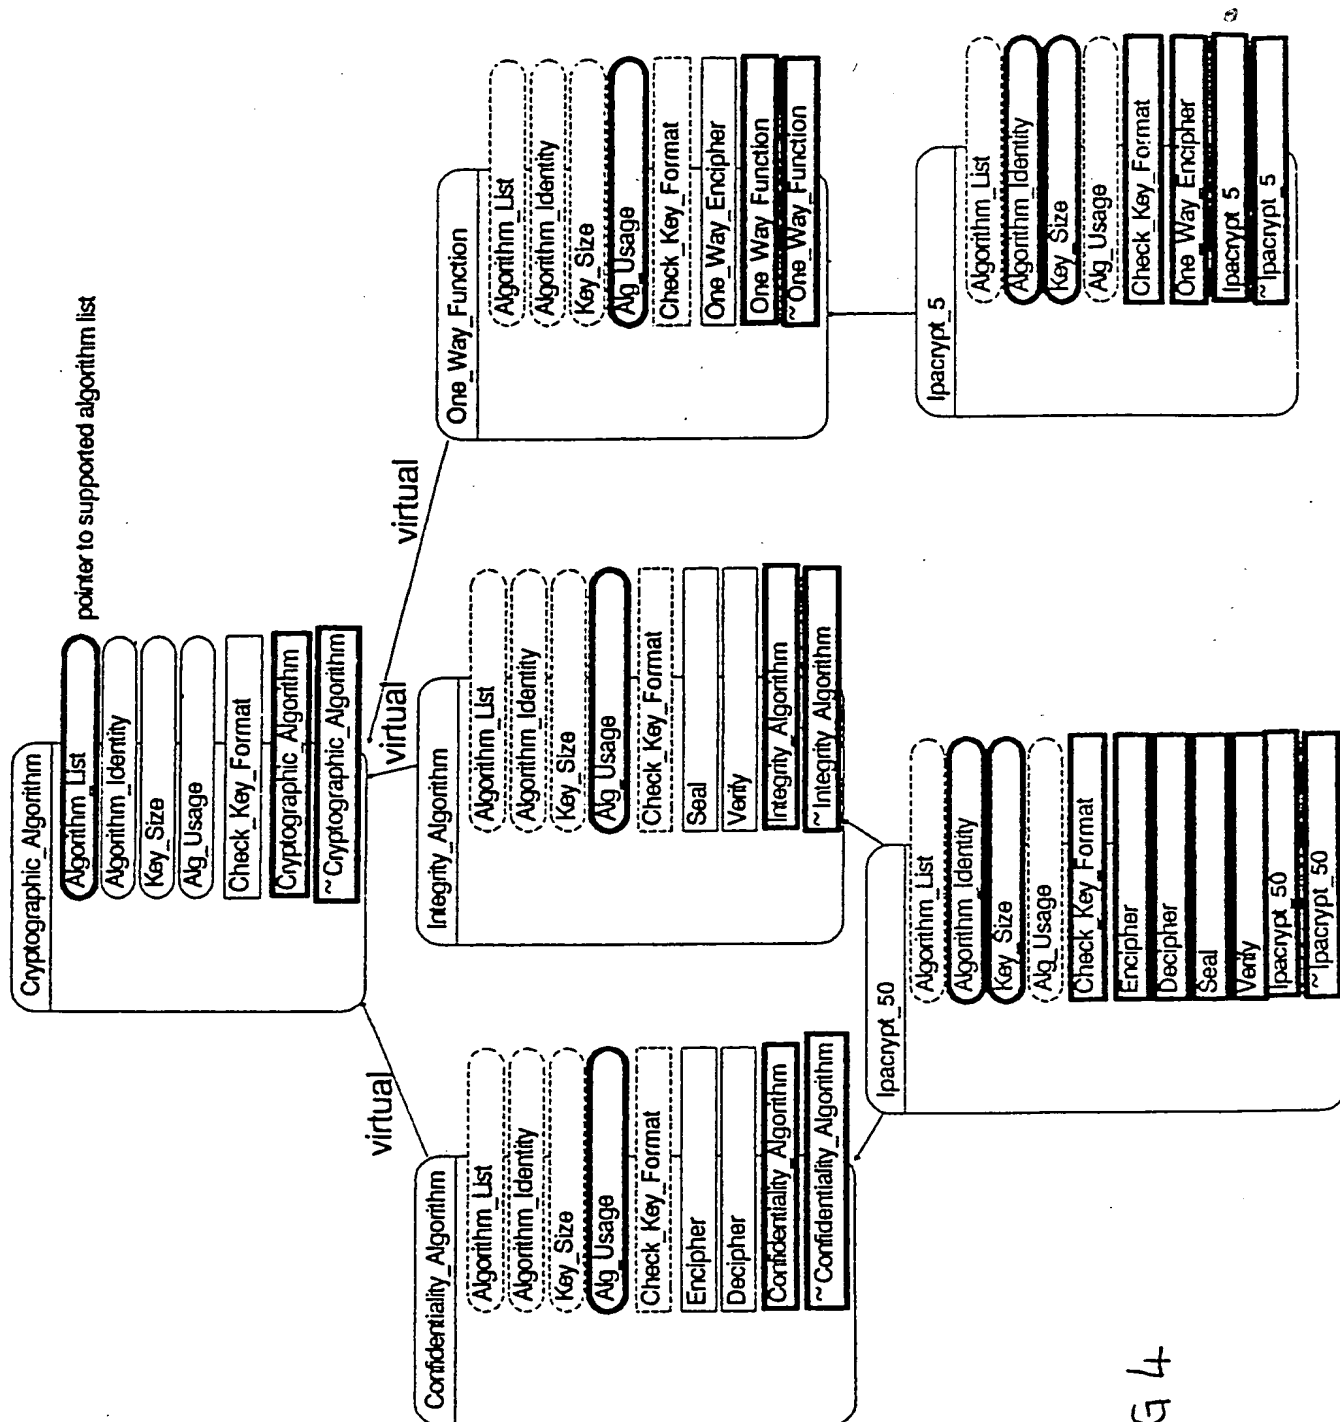 Cryptographic_Algorithm
Algorithm_List
pointer to supported algorithm list
Algorithm_Identity
Key_Size
Alg_Usage
Check_Key_Format
Cryptographic_Algorithm
~Cryptographic_Algorithm
virtual
virtual
virtual
Confidentiality_Algorithm
Algorithm_List
Algorithm_Identity
Key_Size
Alg_Usage
Check_Key_Format
Encipher
Decipher
Confidentiality_Algorithm
~Confidentiality_Algorithm
Integrity_Algorithm
Algorithm_List
Algorithm_Identity
Key_Size
Alg_Usage
Check_Key_Format
Seal
Verify
Integrity_Algorithm
~Integrity_Algorithm
One_Way_Function
Algorithm_List
Algorithm_Identity
Key_Size
Alg_Usage
Check_Key_Format
One_Way_Encipher
One_Way_Function
~One_Way_Function
Ipacrypt_50
Algorithm_List
Algorithm_Identity
Key_Size
Alg_Usage
Check_Key_Format
Encipher
Decipher
Seal
Verify
Ipacrypt_50
~Ipacrypt_50
Ipacrypt_5
Algorithm_List
Algorithm_Identity
Key_Size
Alg_Usage
Check_Key_Format
One_Way_Encipher
Ipacrypt_5
~Ipacrypt_5
G 4